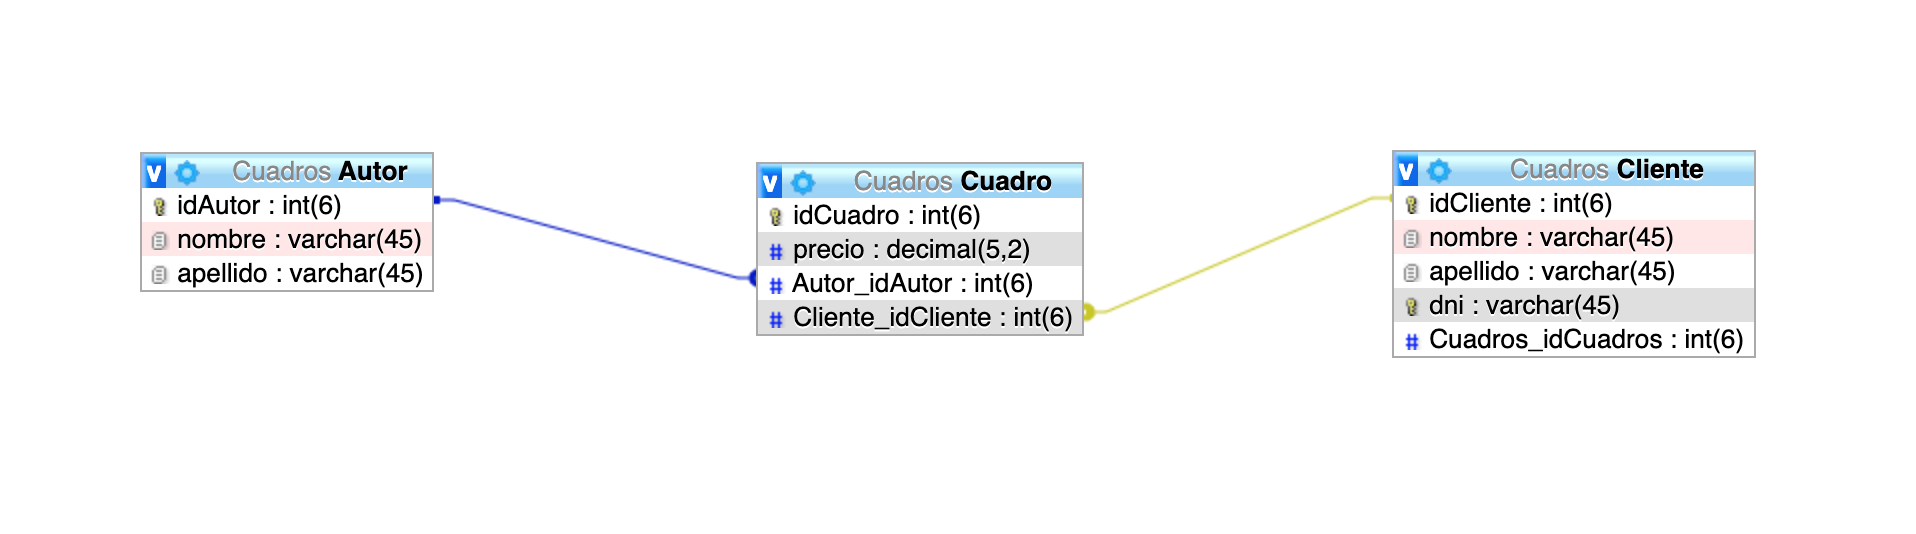 v Cuadros Autor
idAutor : int(6)
nombre : varchar(45)
apellido : varchar(45)
v Cuadros Cuadro
idCuadro : int(6)
# precio : decimal(5,2)
# Autor_idAutor : int(6)
# Cliente_idCliente : int(6)
v Cuadros Cliente
idCliente : int(6)
nombre : varchar(45)
apellido : varchar(45)
dni : varchar(45)
# Cuadros_idCuadros : int(6)